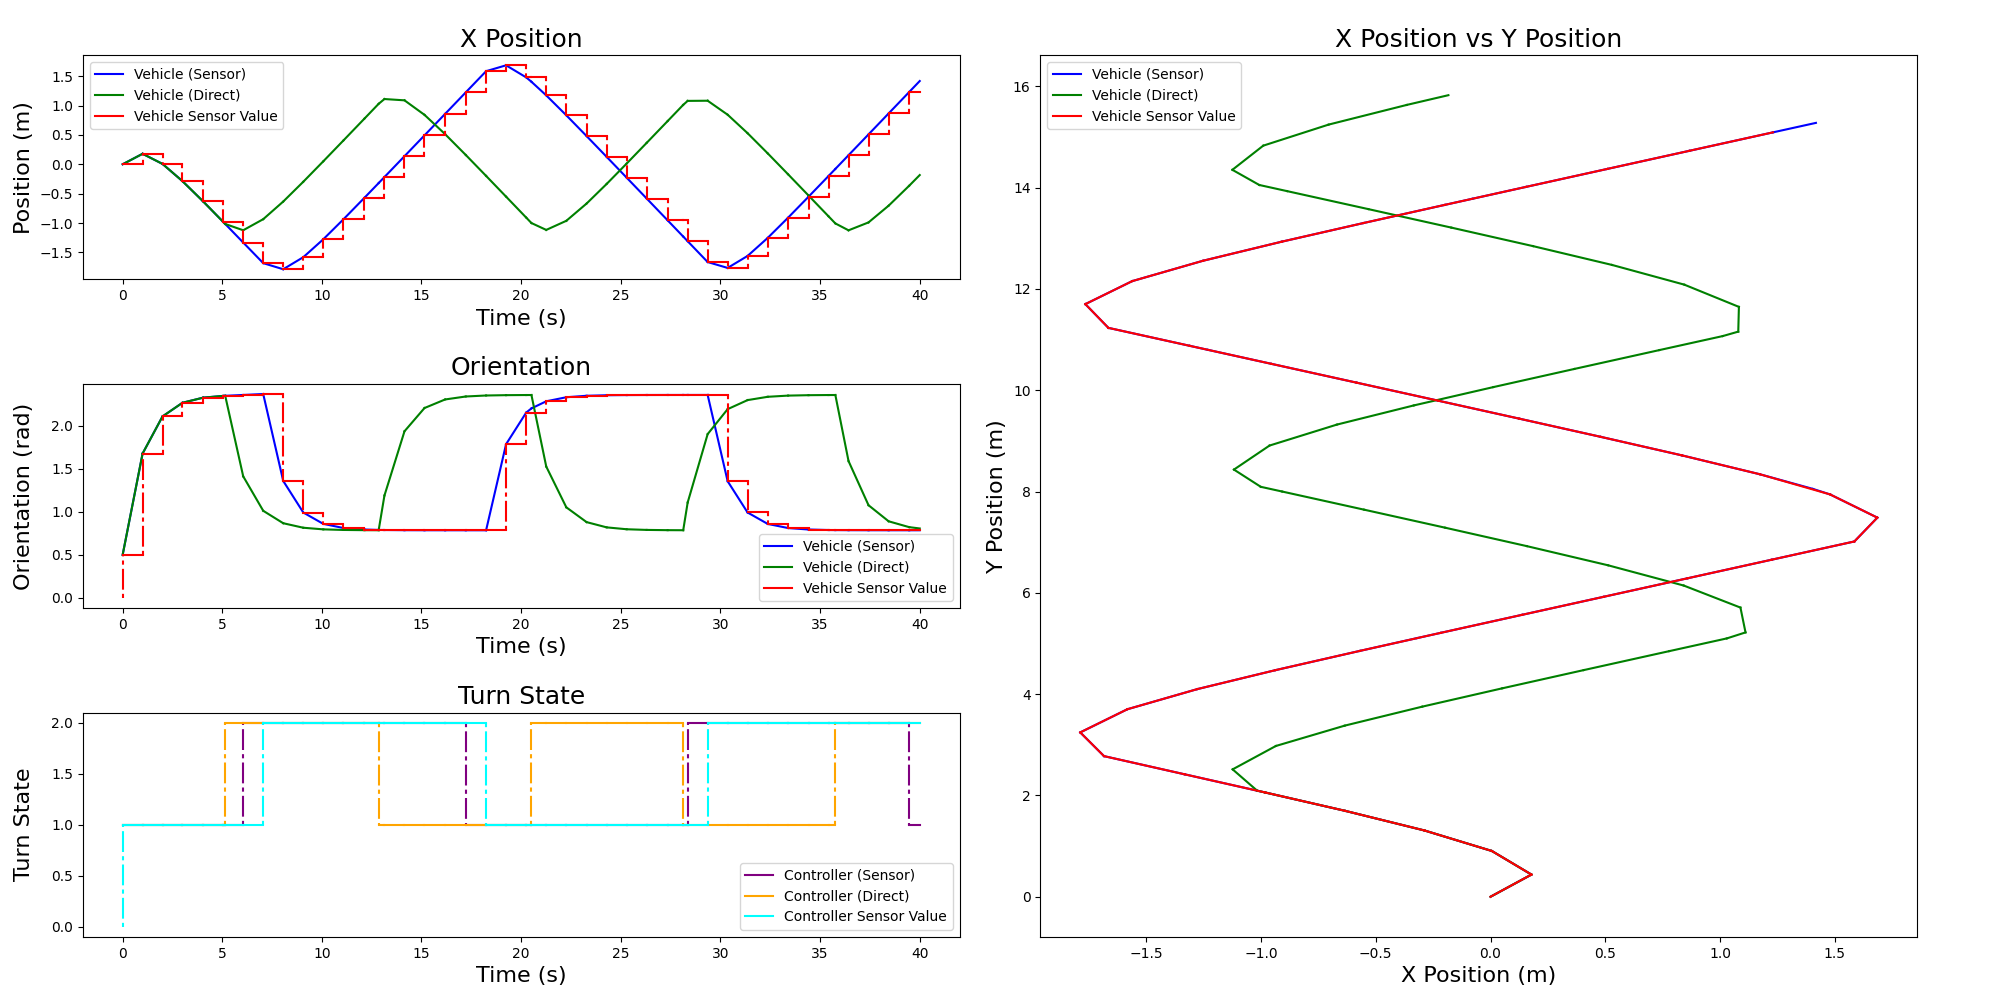 X Position
Position (m)
1.5
1.0
0.5
0.0
−0.5
−1.0
−1.5
Vehicle (Sensor)
Vehicle (Direct)
Vehicle Sensor Value
0 5 10 15 20 25 30 35 40
Time (s)
Orientation
Orientation (rad)
2.0
1.5
1.0
0.5
0.0
Vehicle (Sensor)
Vehicle (Direct)
Vehicle Sensor Value
0 5 10 15 20 25 30 35 40
Time (s)
Turn State
Turn State
2.0
1.5
1.0
0.5
0.0
Controller (Sensor)
Controller (Direct)
Controller Sensor Value
0 5 10 15 20 25 30 35 40
Time (s)
X Position vs Y Position
Y Position (m)
16
14
12
10
8
6
4
2
0
Vehicle (Sensor)
Vehicle (Direct)
Vehicle Sensor Value
−1.5 −1.0 −0.5 0.0 0.5 1.0 1.5
X Position (m)